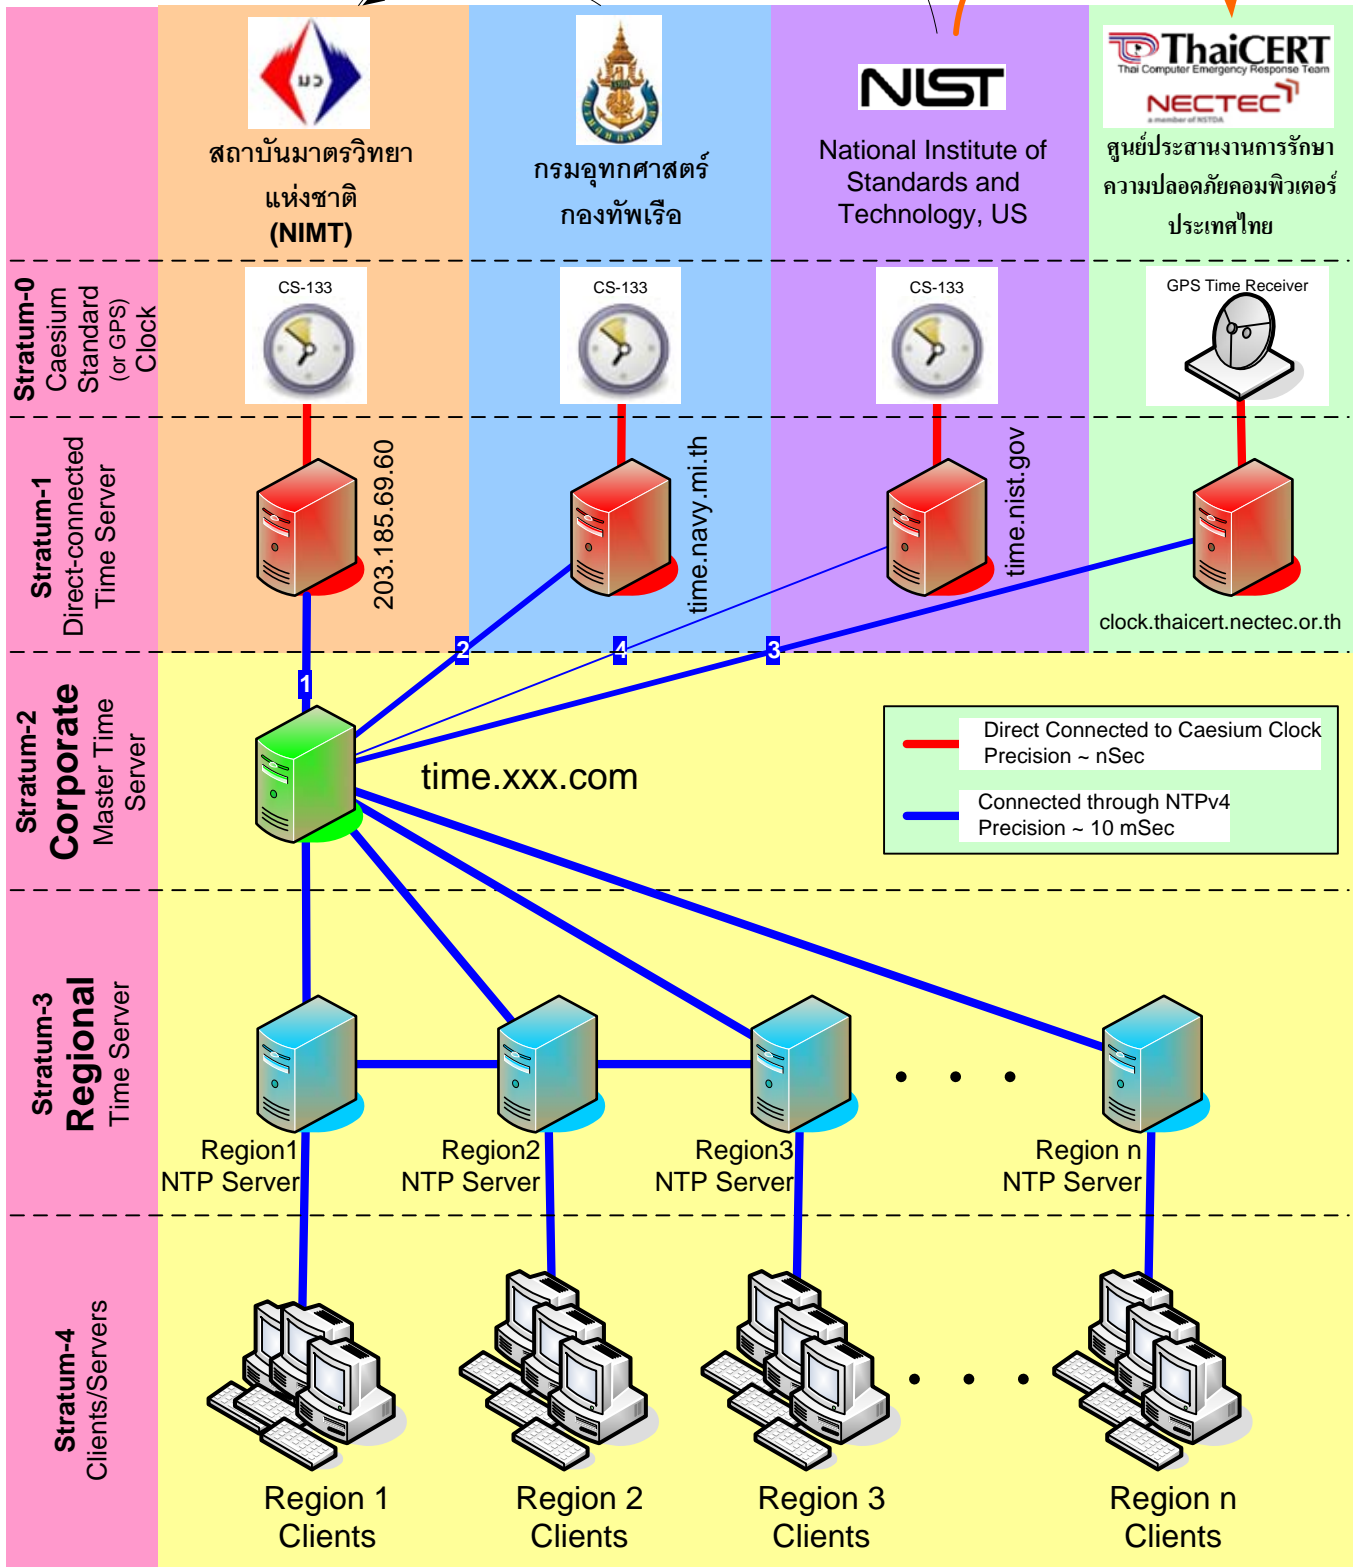 มว
สถาบันมาตรวิทยา
แห่งชาติ
(NIMT)
กรมอุทกศาสตร์
กองทัพเรือ
NIST
National Institute of
Standards and
Technology, US
ThaiCERT
Thai Computer Emergency Response Team
NECTEC
a member of NSTDA
ศูนย์ประสานงานการรักษา
ความปลอดภัยคอมพิวเตอร์
ประเทศไทย
Stratum-0
Caesium
Standard
(or GPS)
Clock
CS-133
CS-133
CS-133
GPS Time Receiver
Stratum-1
Direct-connected
Time Server
203.185.69.60
time.navy.mi.th
time.nist.gov
clock.thaicert.nectec.or.th
1
2
4
3
Stratum-2
Corporate
Master Time
Server
time.xxx.com
Direct Connected to Caesium Clock
Precision ~ nSec
Connected through NTPv4
Precision ~ 10 mSec
Stratum-3
Regional
Time Server
Region1
NTP Server
Region2
NTP Server
Region3
NTP Server
. . .
Region n
NTP Server
Stratum-4
Clients/Servers
. . .
Region 1
Clients
Region 2
Clients
Region 3
Clients
Region n
Clients